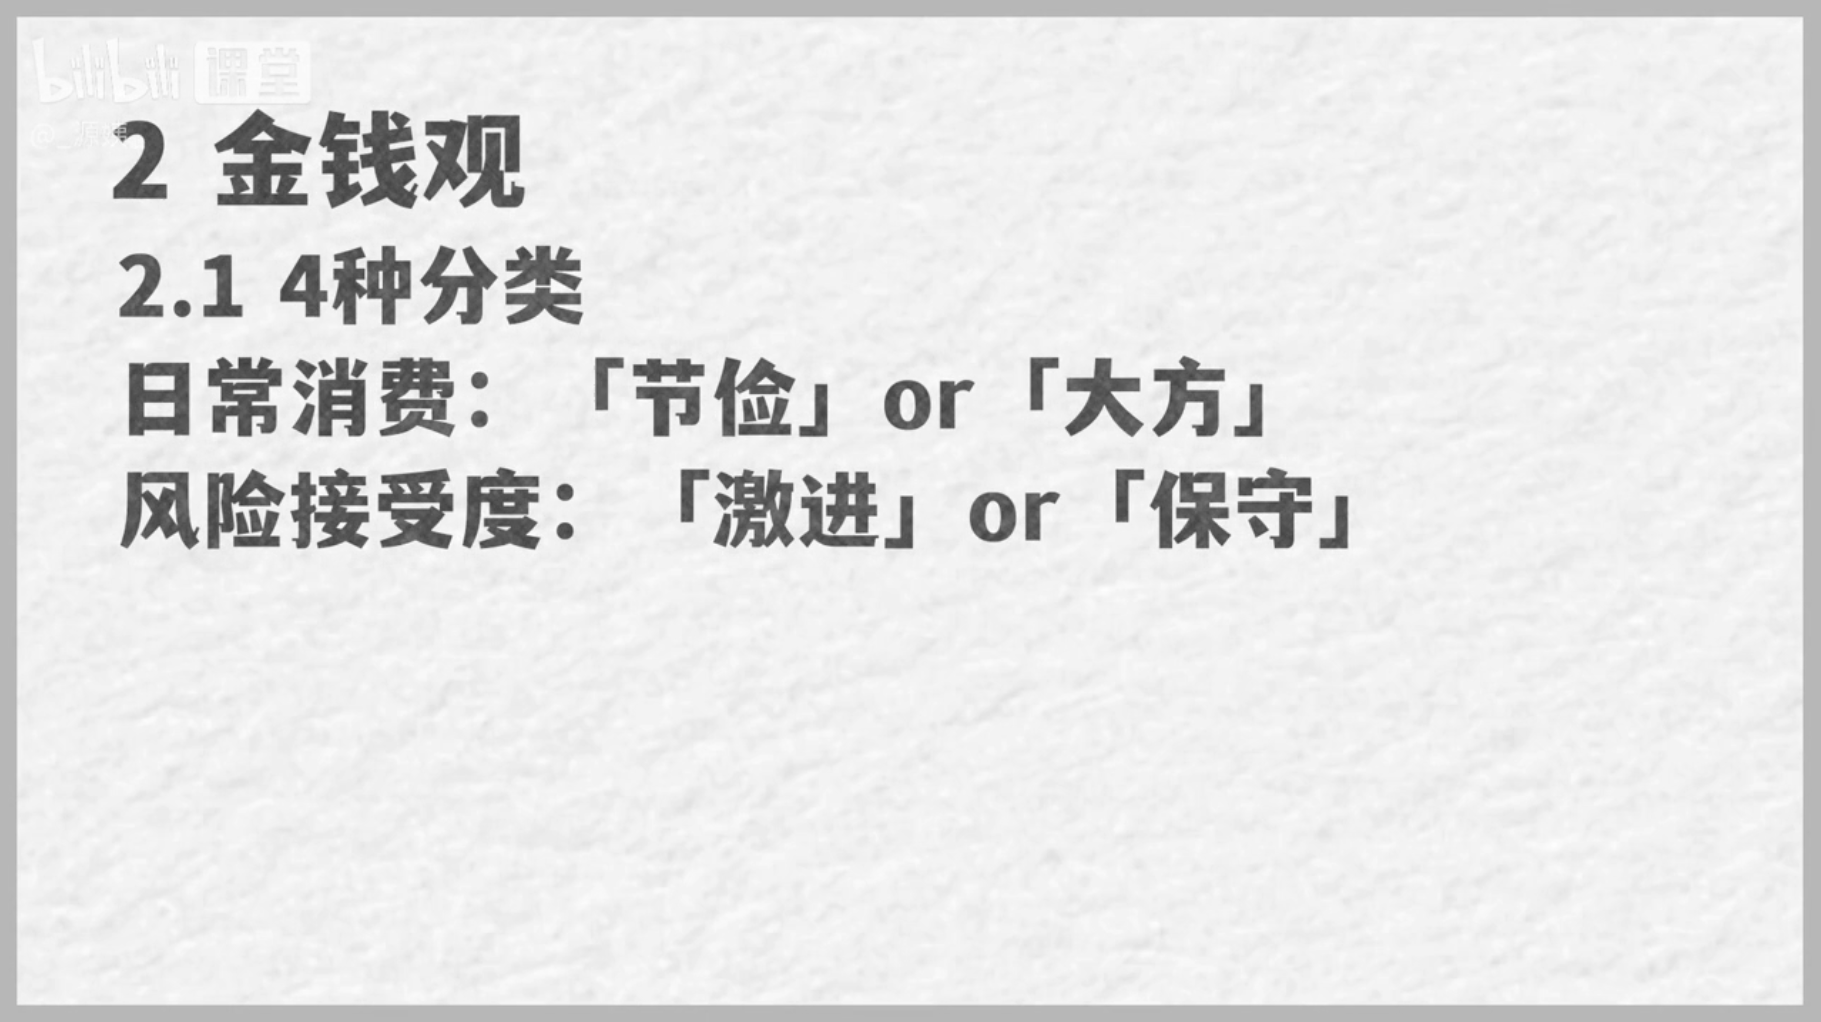 bilibili 课堂
2 金钱观
2.1 4种分类
日常消费：「节俭」or「大方」
风险接受度：「激进」or「保守」